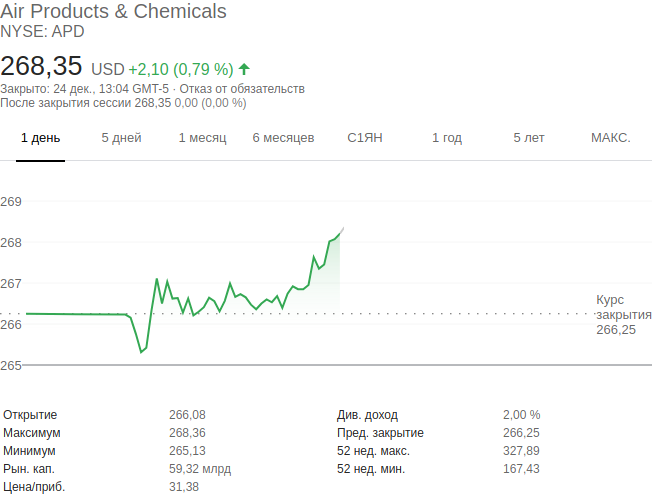 Air Products & Chemicals
NYSE: APD
268,35 USD +2,10 (0,79 %)
Закрыто: 24 дек., 13:04 GMT-5 · Отказ от обязательств
После закрытия сессии 268,35 0,00 (0,00 %)
1 день 5 дней 1 месяц 6 месяцев С1ЯН 1 год 5 лет МАКС.
269
268
267
Курс
закрытия
266,25
266
265
Открытие 266,08 Див. доход 2,00 %
Максимум 268,36 Пред. закрытие 266,25
Минимум 265,13 52 нед. макс. 327,89
Рын. кап. 59,32 млрд 52 нед. мин. 167,43
Цена/приб. 31,38